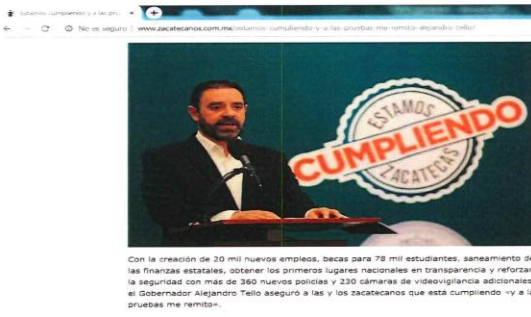 Estamos cumpliendo y a las pru
No es seguro | www.zacatecanos.com.mx/estamos-cumpliendo-y-a-las-pruebas-me-remito-alejandro-tello/
ESTAMOS
CUMPLIENDO
ZACATECAS
Con la creación de 20 mil nuevos empleos, becas para 78 mil estudiantes, saneamiento de
las finanzas estatales, obtener los primeros lugares nacionales en transparencia y reforzar
la seguridad con más de 360 nuevos policías y 230 cámaras de videovigilancia adicionales,
el Gobernador Alejandro Tello aseguró a las y los zacatecanos que está cumpliendo «y a la
pruebas me remito».